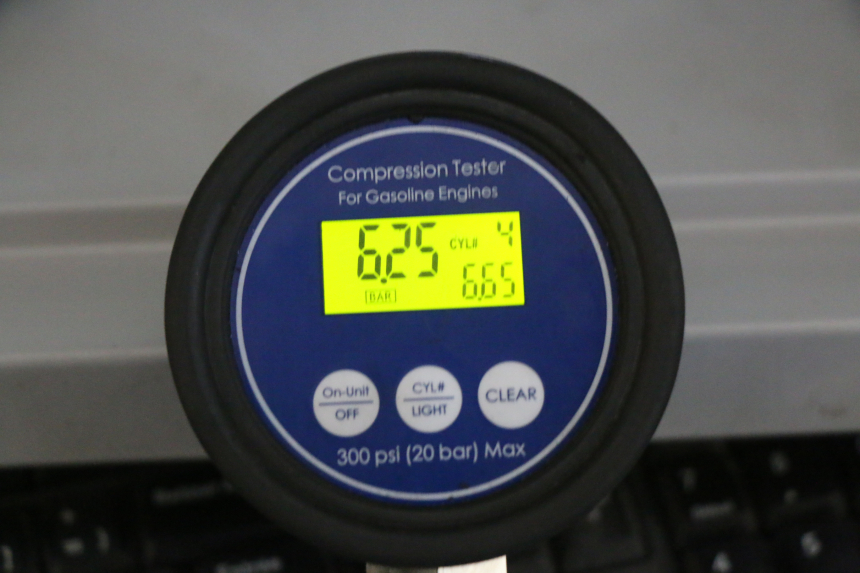 Compression Tester
For Gasoline Engines
6.25 CYL# 4
BAR 6.65
On-Unit CYL# CLEAR
OFF LIGHT
300 psi (20 bar) Max